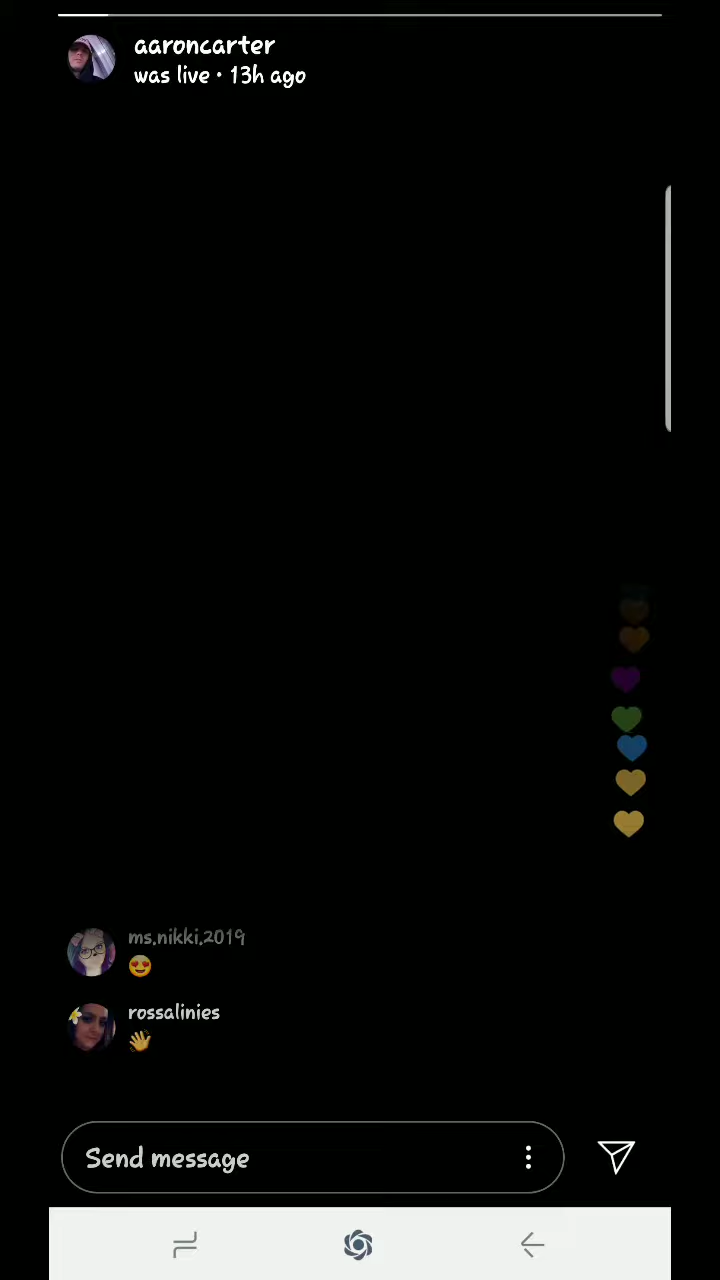 aaroncarter
was live • 13h ago
ms.nikki.2019
😍
rossalinies
👋
Send message